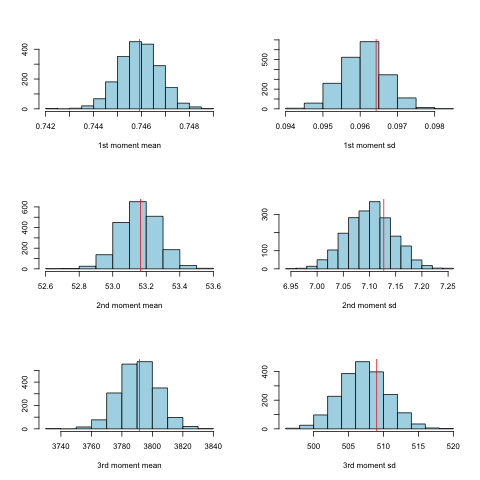 0 200 400
0.742 0.744 0.746 0.748
1st moment mean
0 200 500
0.094 0.095 0.096 0.097 0.098
1st moment sd
0 200 400 600
52.6 52.8 53.0 53.2 53.4 53.6
2nd moment mean
0 100 300
6.95 7.00 7.05 7.10 7.15 7.20 7.25
2nd moment sd
0 200 400
3740 3760 3780 3800 3820 3840
3rd moment mean
0 200 400
500 505 510 515 520
3rd moment sd